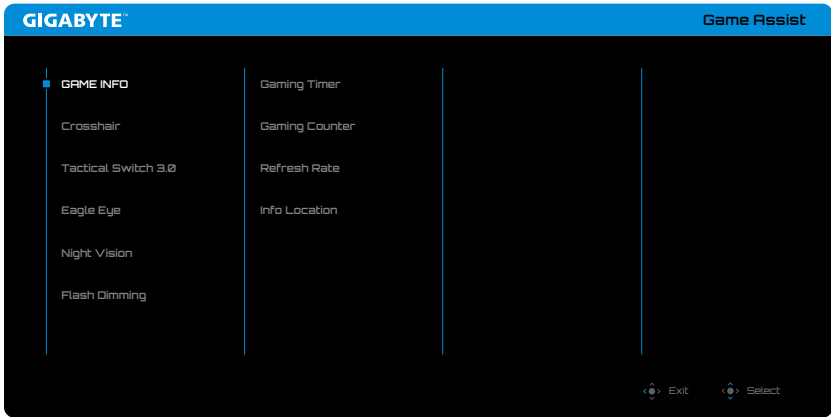 GIGABYTE™
Game Assist
GAME INFO
Gaming Timer
Crosshair
Gaming Counter
Tactical Switch 3.0
Refresh Rate
Eagle Eye
Info Location
Night Vision
Flash Dimming
Exit
Select